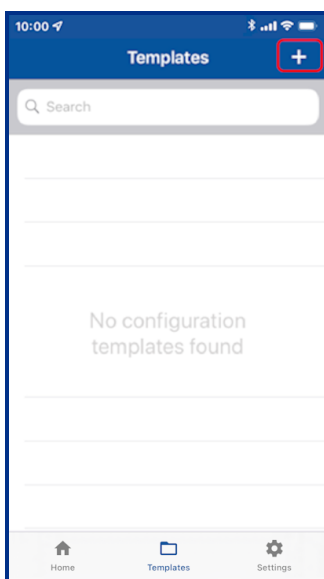 10:00
Templates
+
Search
No configuration
templates found
Home Templates Settings